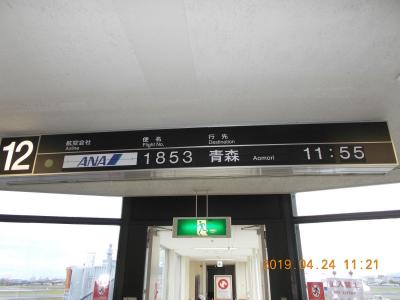 12
航空会社 便名 行先
Airline Flight No. Destination
ANA 1853 青森 Aomori 11:55
2019.04.24 11:21